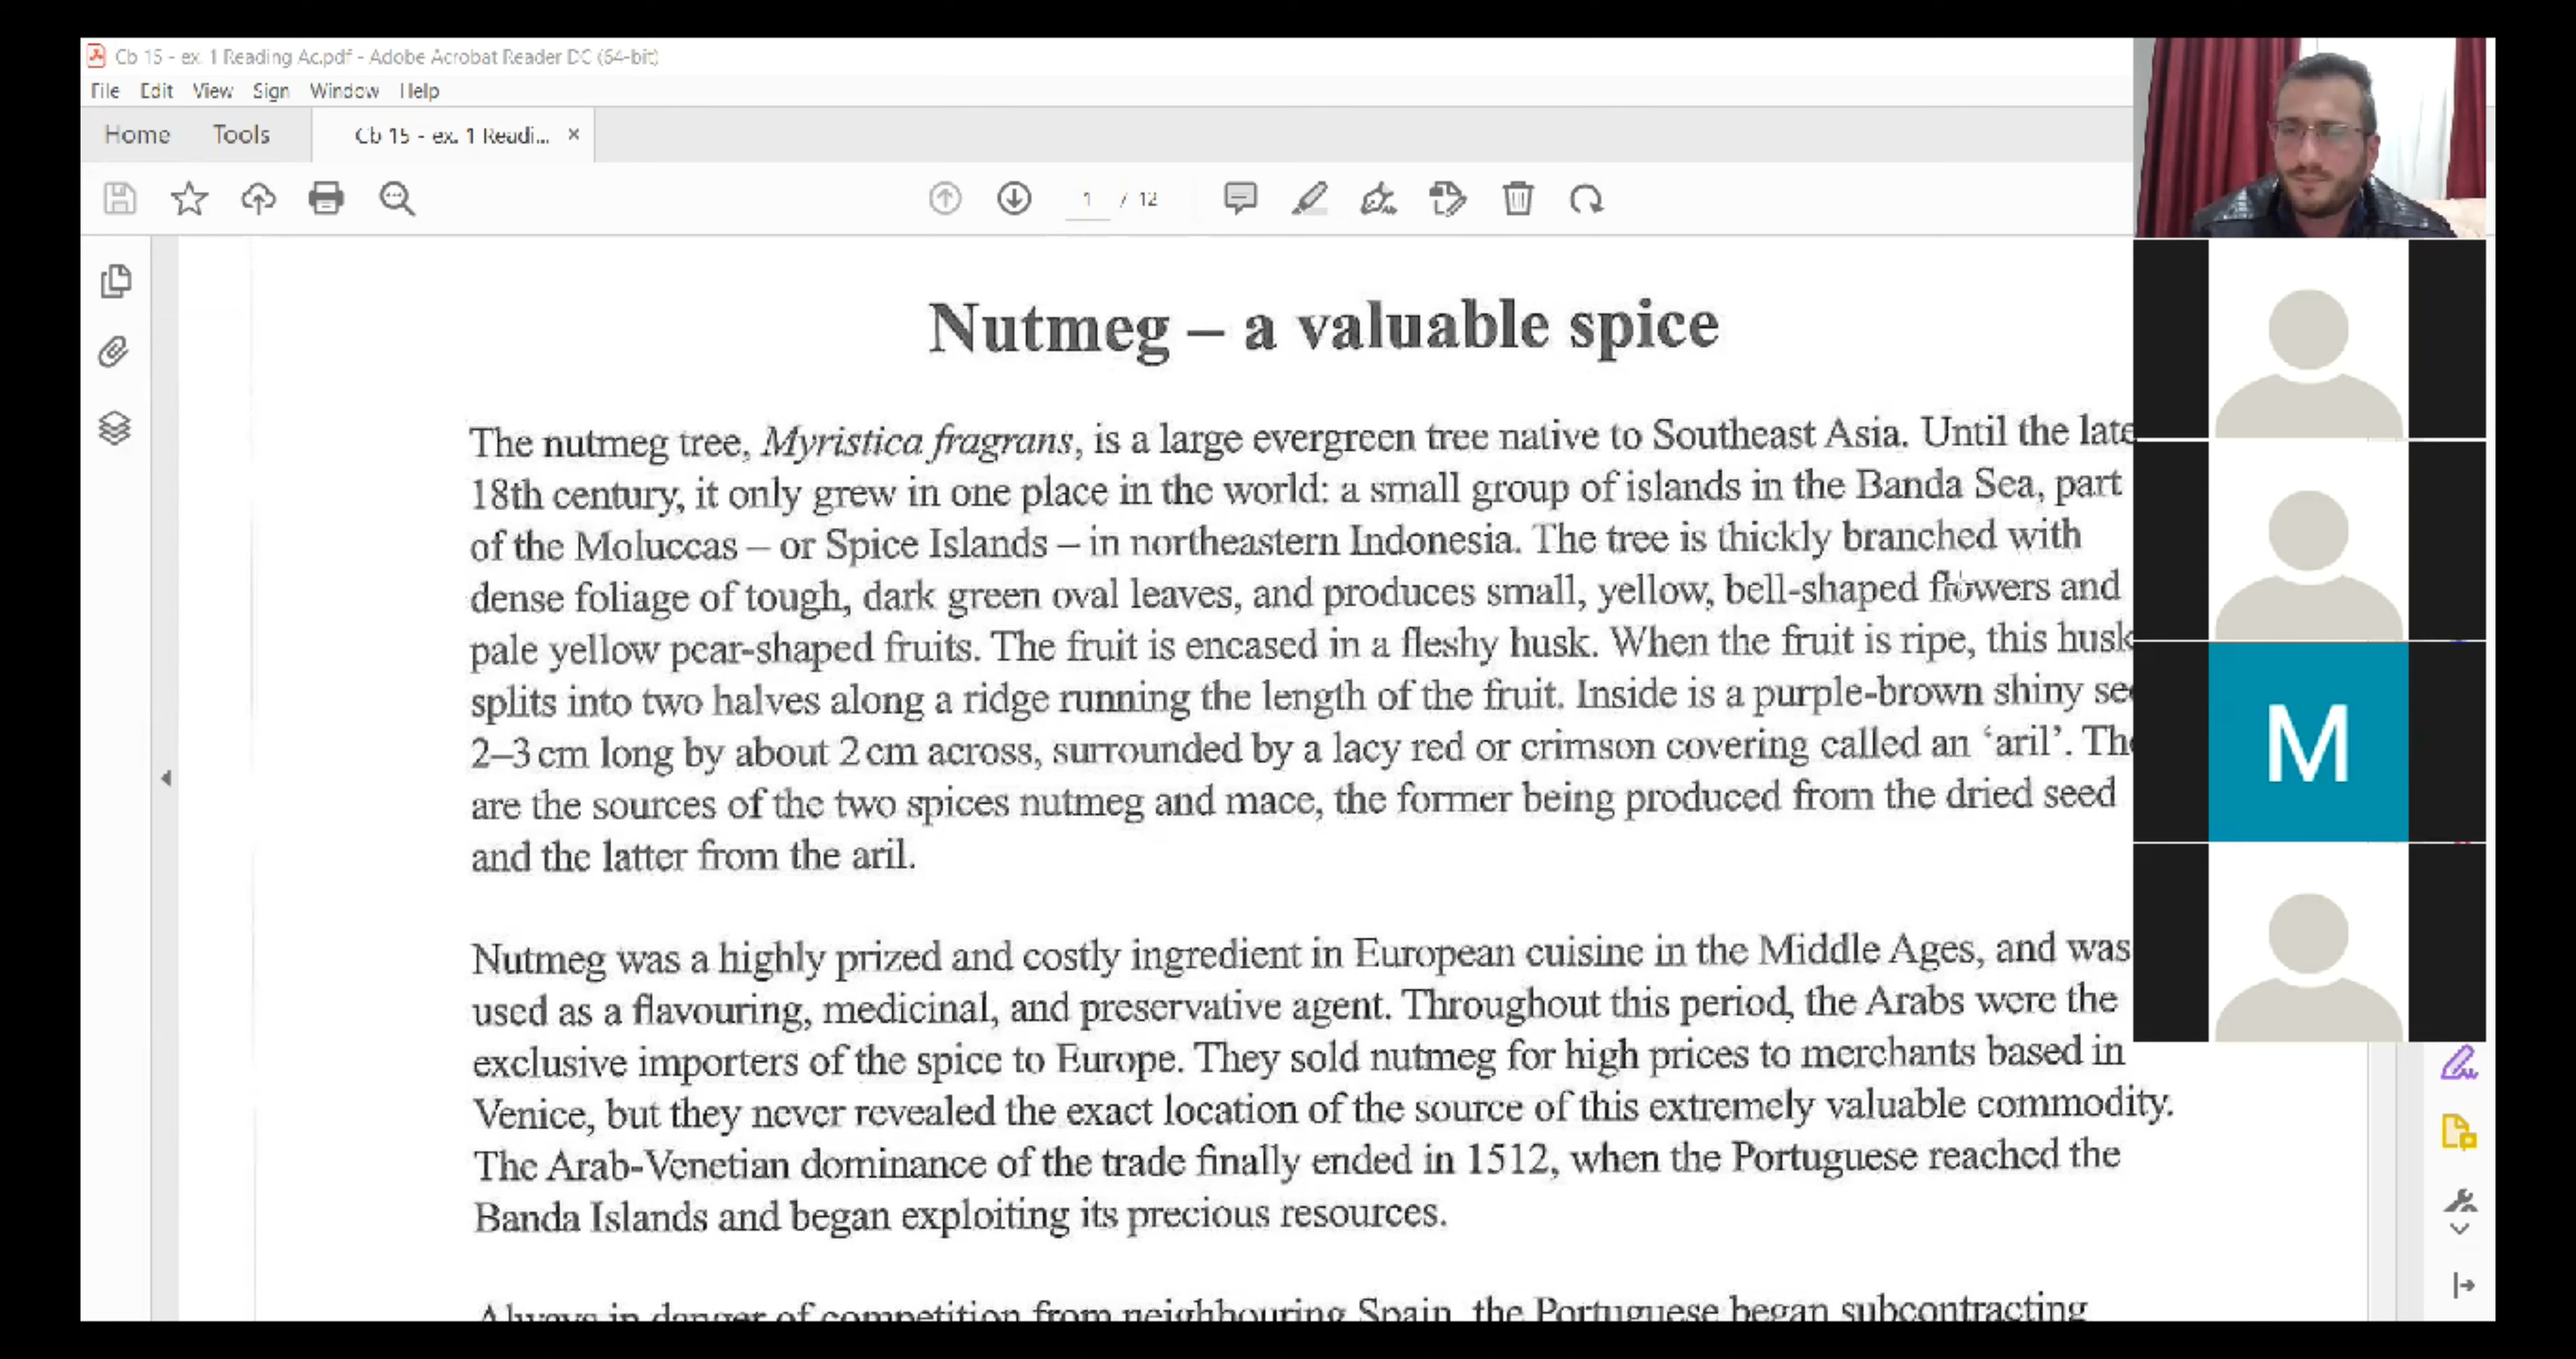 Cb 15 - ex. 1 Reading Ac.pdf - Adobe Acrobat Reader DC (64-bit)
File Edit View Sign Window Help
Home Tools Cb 15 - ex. 1 Readi... ×
1 / 12
Nutmeg – a valuable spice
The nutmeg tree, Myristica fragrans, is a large evergreen tree native to Southeast Asia. Until the late
18th century, it only grew in one place in the world: a small group of islands in the Banda Sea, part
of the Moluccas – or Spice Islands – in northeastern Indonesia. The tree is thickly branched with
dense foliage of tough, dark green oval leaves, and produces small, yellow, bell-shaped flowers and
pale yellow pear-shaped fruits. The fruit is encased in a fleshy husk. When the fruit is ripe, this husk
splits into two halves along a ridge running the length of the fruit. Inside is a purple-brown shiny
2–3 cm long by about 2 cm across, surrounded by a lacy red or crimson covering called an ‘aril’.
are the sources of the two spices nutmeg and mace, the former being produced from the dried seed
and the latter from the aril.
Nutmeg was a highly prized and costly ingredient in European cuisine in the Middle Ages, and was
used as a flavouring, medicinal, and preservative agent. Throughout this period, the Arabs were the
exclusive importers of the spice to Europe. They sold nutmeg for high prices to merchants based in
Venice, but they never revealed the exact location of the source of this extremely valuable commodity.
The Arab-Venetian dominance of the trade finally ended in 1512, when the Portuguese reached the
Banda Islands and began exploiting its precious resources.
Always in danger of competition from neighbouring Spain, the Portuguese began subcontracting
M